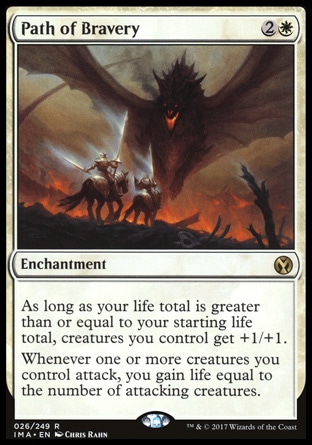 Path of Bravery 2
Enchantment
As long as your life total is greater
than or equal to your starting life
total, creatures you control get +1/+1.
Whenever one or more creatures you
control attack, you gain life equal to
the number of attacking creatures.
026/249 R
IMA • EN Chris Rahn ™ & © 2017 Wizards of the Coast